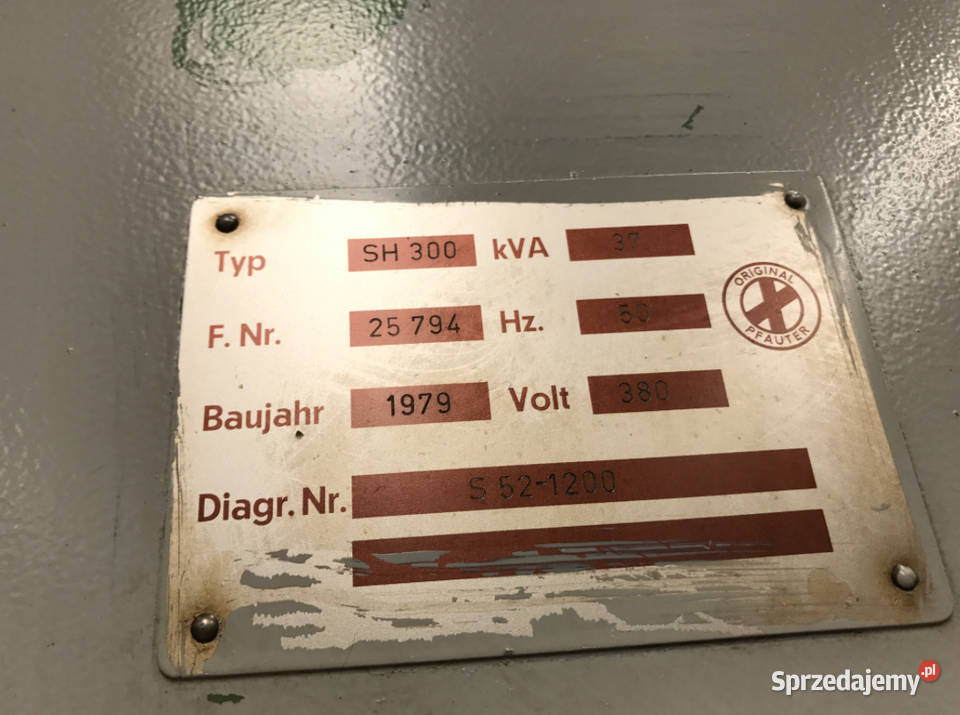 Typ SH 300 kVA 37
F. Nr. 25 794 Hz. 50
Baujahr 1979 Volt 380
Diagr. Nr. S 52-1200
ORIGINAL
PFAUTER
Sprzedajemy.pl